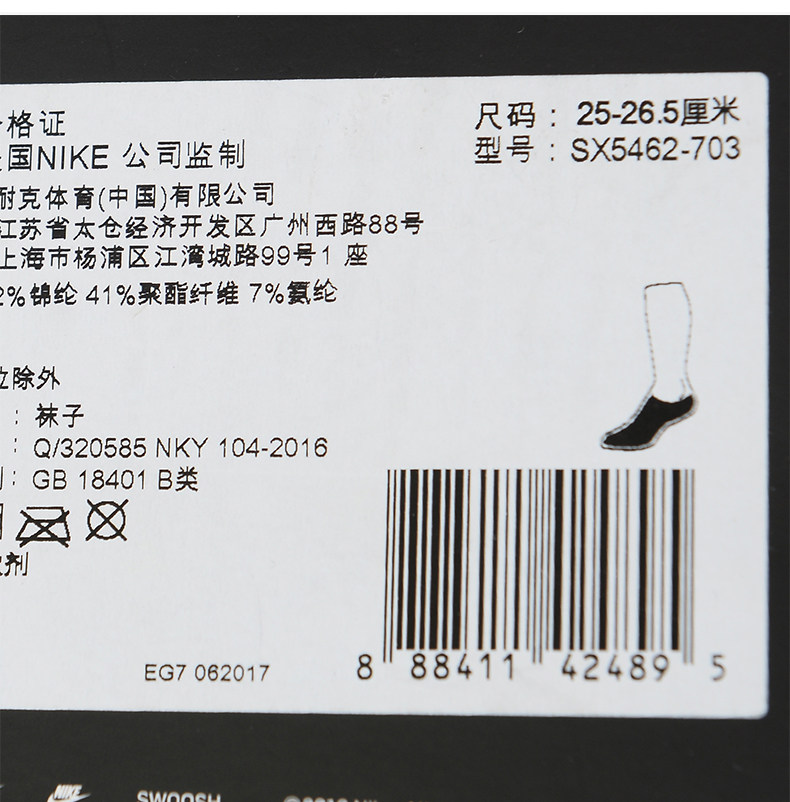 格证
国NIKE 公司监制
耐克体育(中国)有限公司
江苏省太仓经济开发区广州西路88号
上海市杨浦区江湾城路99号1 座
2%锦纶 41%聚酯纤维 7%氨纶
位除外
: 袜子
: Q/320585 NKY 104-2016
: GB 18401 B类
剂
EG7 062017
尺码: 25-26.5厘米
型号: SX5462-703
8 88411 42489 5
NIKE
SWOOSH